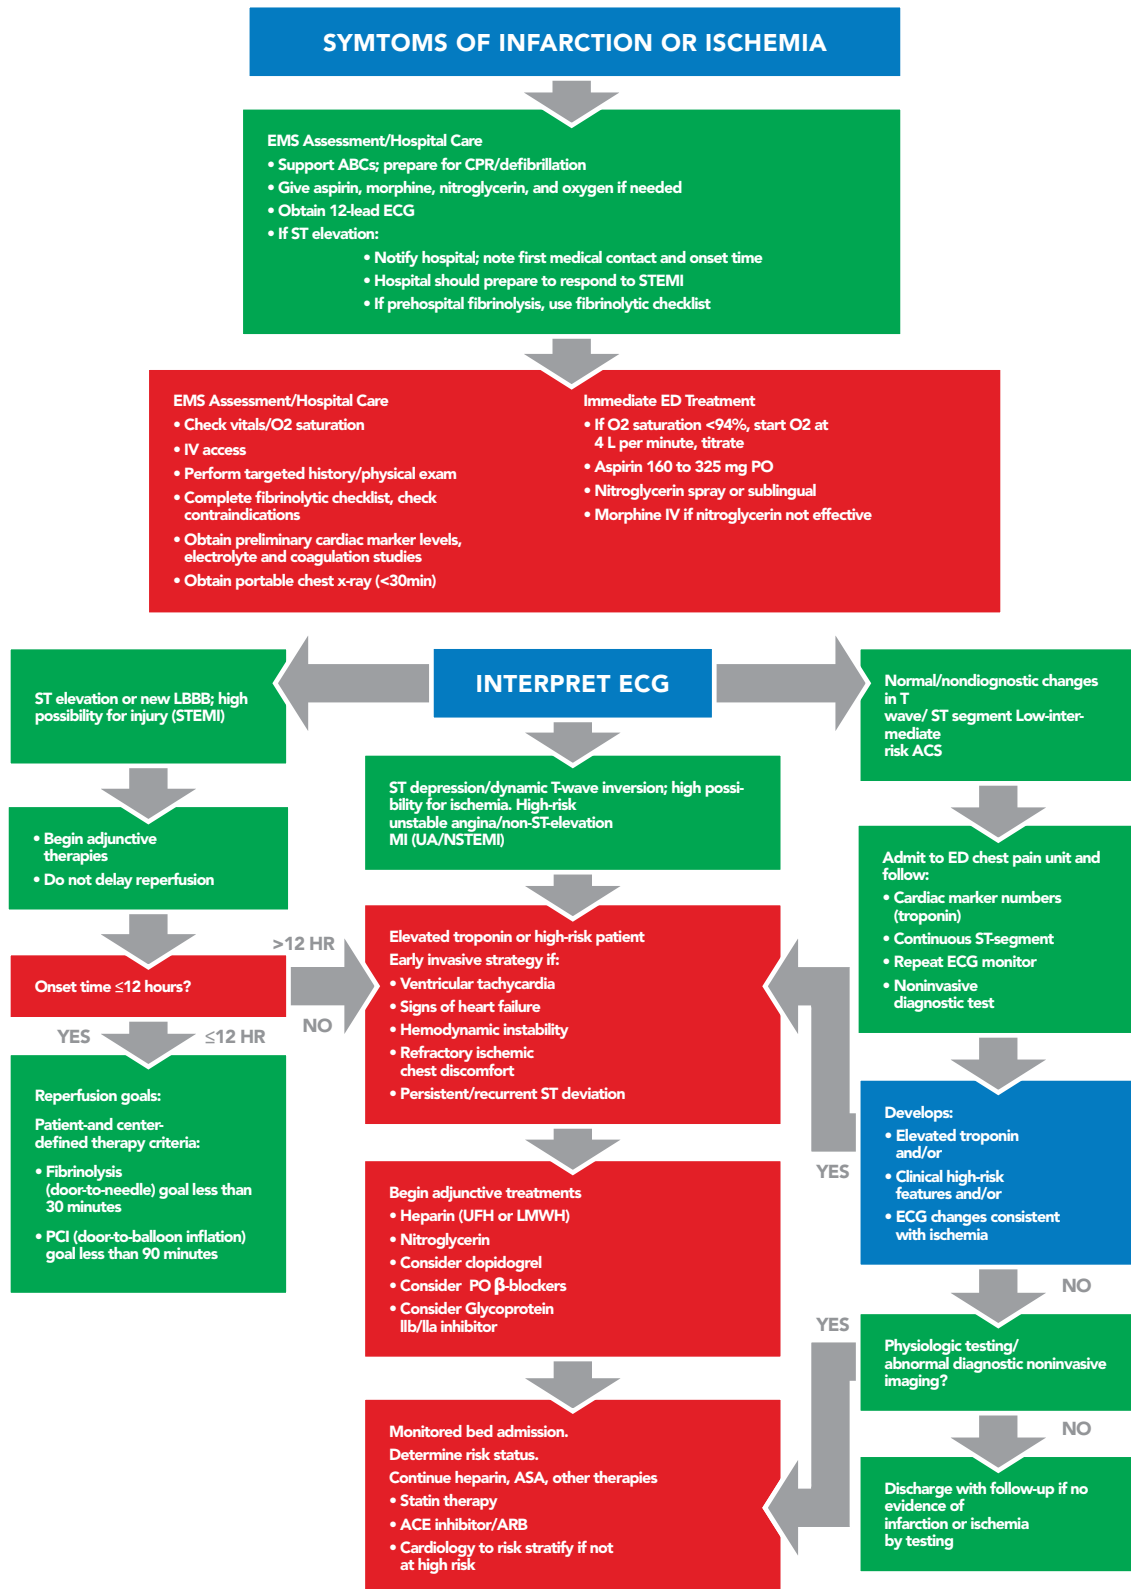 SYMTOMS OF INFARCTION OR ISCHEMIA
EMS Assessment/Hospital Care
• Support ABCs; prepare for CPR/defibrillation
• Give aspirin, morphine, nitroglycerin, and oxygen if needed
• Obtain 12-lead ECG
• If ST elevation:
• Notify hospital; note first medical contact and onset time
• Hospital should prepare to respond to STEMI
• If prehospital fibrinolysis, use fibrinolytic checklist
EMS Assessment/Hospital Care
• Check vitals/O2 saturation
• IV access
• Perform targeted history/physical exam
• Complete fibrinolytic checklist, check
contraindications
• Obtain preliminary cardiac marker levels,
electrolyte and coagulation studies
• Obtain portable chest x-ray (<30min)
Immediate ED Treatment
• If O2 saturation <94%, start O2 at
4 L per minute, titrate
• Aspirin 160 to 325 mg PO
• Nitroglycerin spray or sublingual
• Morphine IV if nitroglycerin not effective
INTERPRET ECG
ST elevation or new LBBB; high
possibility for injury (STEMI)
• Begin adjunctive
therapies
• Do not delay reperfusion
Onset time ≤12 hours?
>12 HR
NO
YES
≤12 HR
Reperfusion goals:
Patient-and center-
defined therapy criteria:
• Fibrinolysis
(door-to-needle) goal less than
30 minutes
• PCI (door-to-balloon inflation)
goal less than 90 minutes
ST depression/dynamic T-wave inversion; high possi-
bility for ischemia. High-risk
unstable angina/non-ST-elevation
MI (UA/NSTEMI)
Elevated troponin or high-risk patient
Early invasive strategy if:
• Ventricular tachycardia
• Signs of heart failure
• Hemodynamic instability
• Refractory ischemic
chest discomfort
• Persistent/recurrent ST deviation
Begin adjunctive treatments
• Heparin (UFH or LMWH)
• Nitroglycerin
• Consider clopidogrel
• Consider PO β-blockers
• Consider Glycoprotein
llb/lla inhibitor
Monitored bed admission.
Determine risk status.
Continue heparin, ASA, other therapies
• Statin therapy
• ACE inhibitor/ARB
• Cardiology to risk stratify if not
at high risk
Normal/nondiagnostic changes
in T
wave/ ST segment Low-inter-
mediate
risk ACS
Admit to ED chest pain unit and
follow:
• Cardiac marker numbers
(troponin)
• Continuous ST-segment
• Repeat ECG monitor
• Noninvasive
diagnostic test
Develops:
• Elevated troponin
and/or
• Clinical high-risk
features and/or
• ECG changes consistent
with ischemia
YES
NO
Physiologic testing/
abnormal diagnostic noninvasive
imaging?
YES
NO
Discharge with follow-up if no
evidence of
infarction or ischemia
by testing